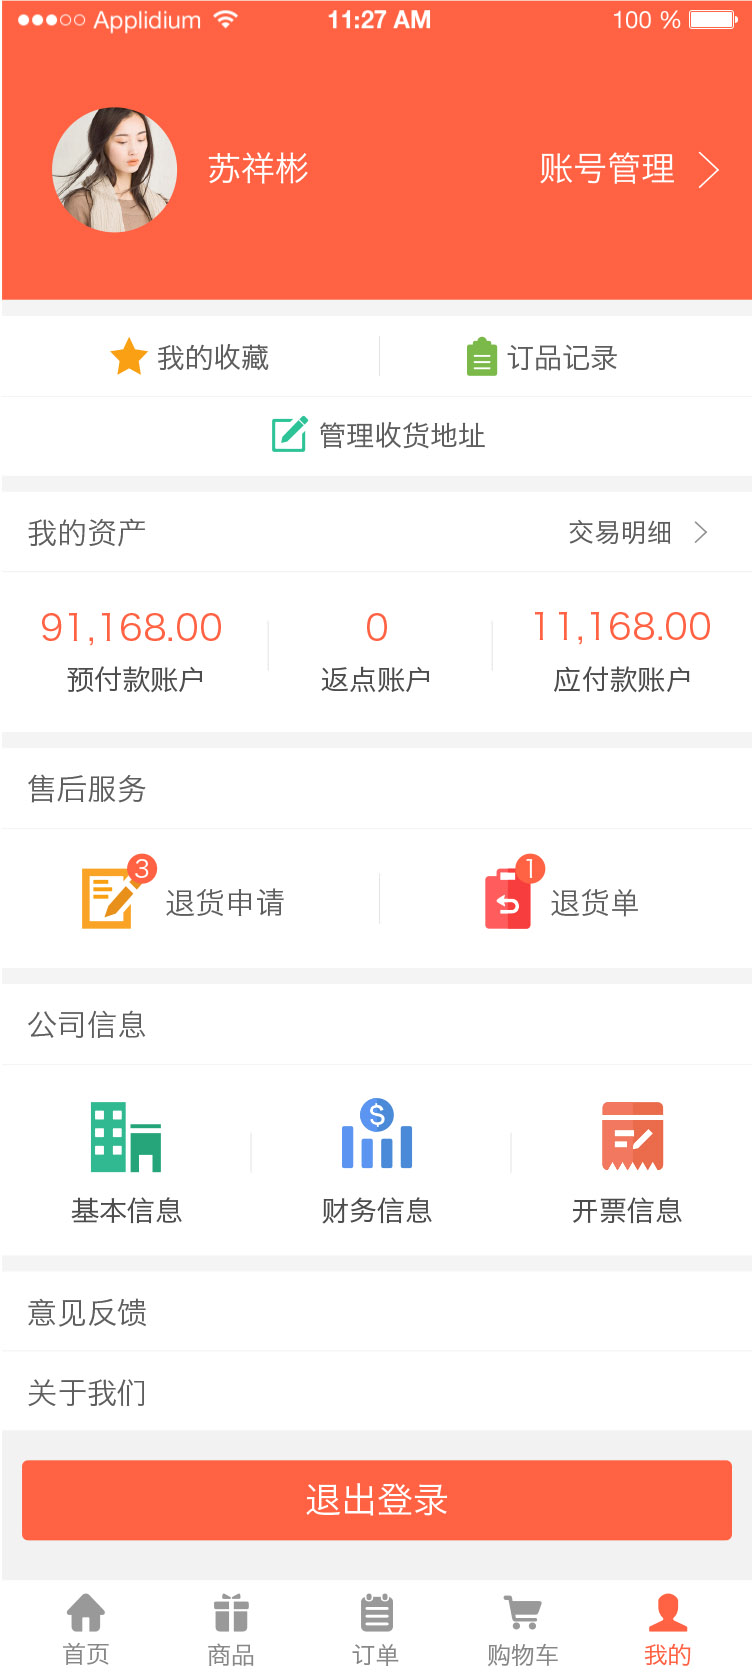 Applidium 11:27 AM 100 %
苏祥彬 账号管理
我的收藏 订品记录
管理收货地址
我的资产 交易明细
91,168.00 0 11,168.00
预付款账户 返点账户 应付款账户
售后服务
3 退货申请 1 退货单
公司信息
$
基本信息 财务信息 开票信息
意见反馈
关于我们
退出登录
首页 商品 订单 购物车 我的